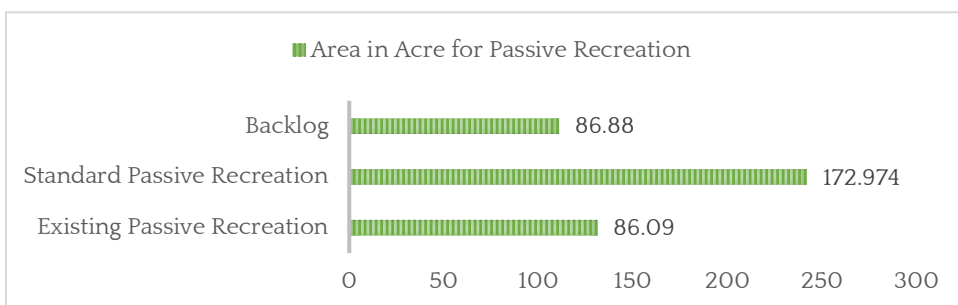 Area in Acre for Passive Recreation
Backlog 86.88
Standard Passive Recreation 172.974
Existing Passive Recreation 86.09
0 50 100 150 200 250 300